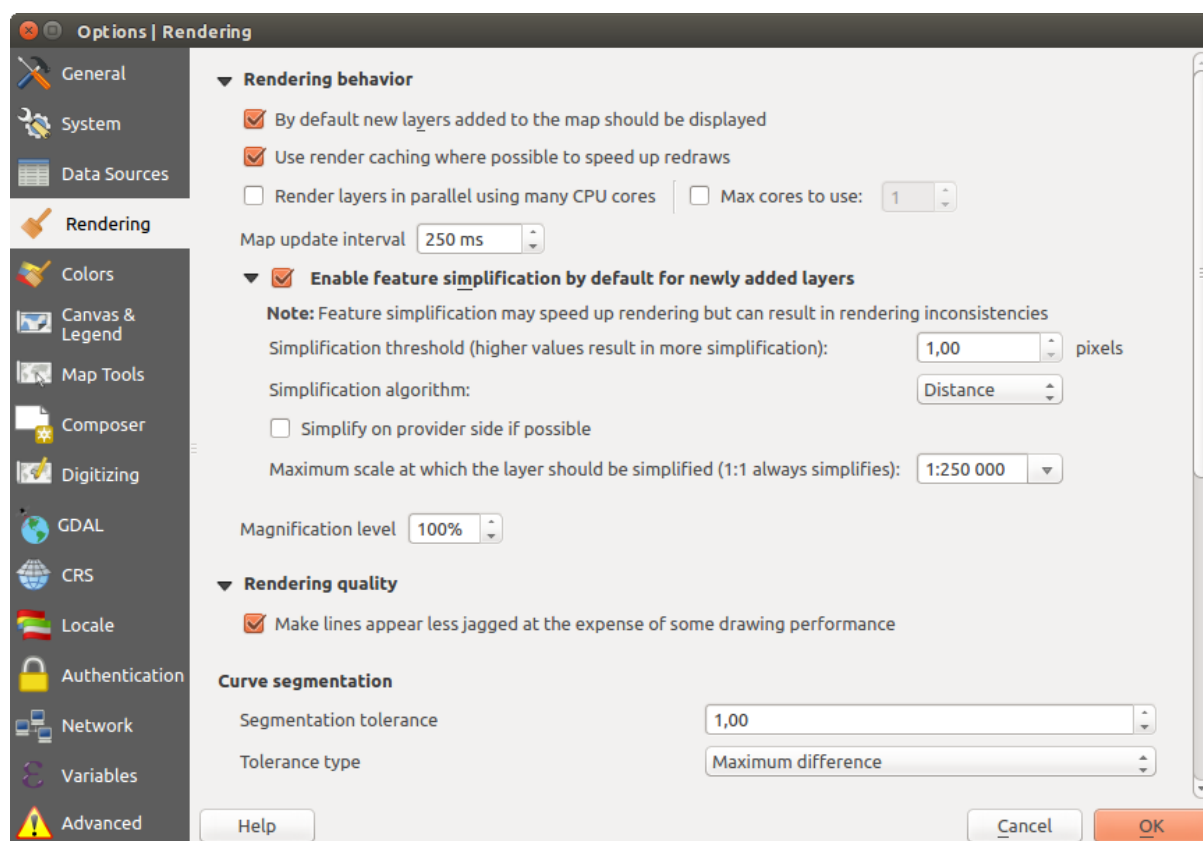 Options | Rendering
General
System
Data Sources
Rendering
Colors
Canvas &
Legend
Map Tools
Composer
Digitizing
GDAL
CRS
Locale
Authentication
Network
Variables
Advanced
Rendering behavior
By default new layers added to the map should be displayed
Use render caching where possible to speed up redraws
Render layers in parallel using many CPU cores
Max cores to use: 1
Map update interval 250 ms
Enable feature simplification by default for newly added layers
Note: Feature simplification may speed up rendering but can result in rendering inconsistencies
Simplification threshold (higher values result in more simplification): 1,00 pixels
Simplification algorithm: Distance
Simplify on provider side if possible
Maximum scale at which the layer should be simplified (1:1 always simplifies): 1:250 000
Magnification level 100%
Rendering quality
Make lines appear less jagged at the expense of some drawing performance
Curve segmentation
Segmentation tolerance 1,00
Tolerance type Maximum difference
Help
Cancel
OK